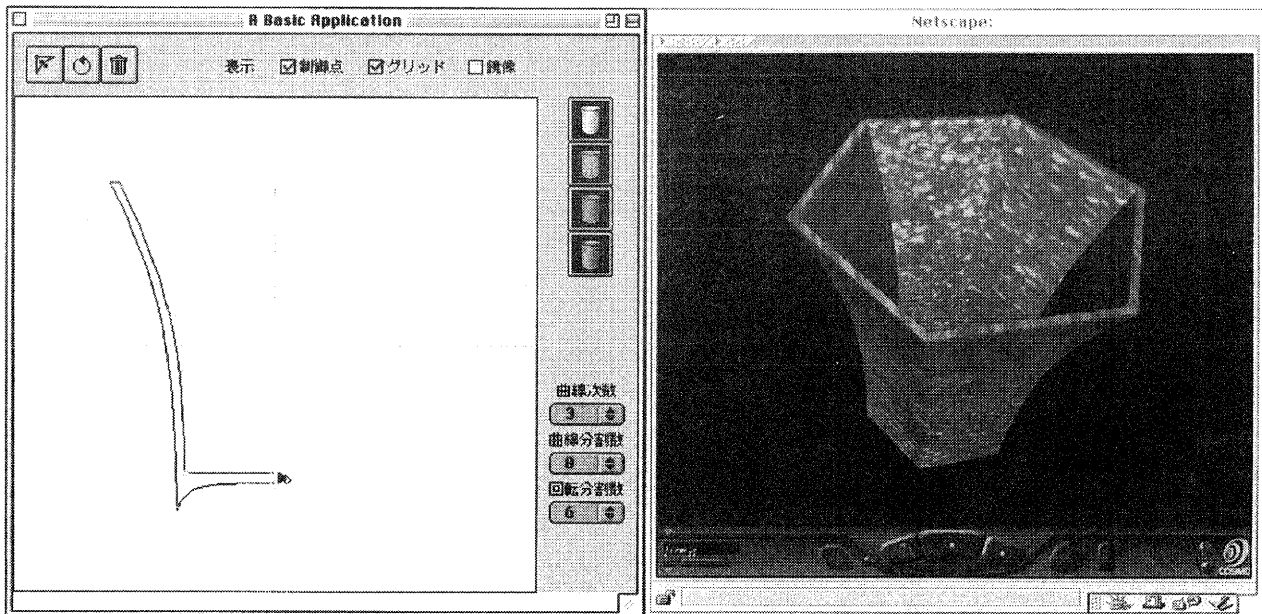 A Basic Application
表示 制御点 グリッド 鏡像
曲線次数
3
曲線分割数
8
回転分割数
6
Netscape:
COSMO